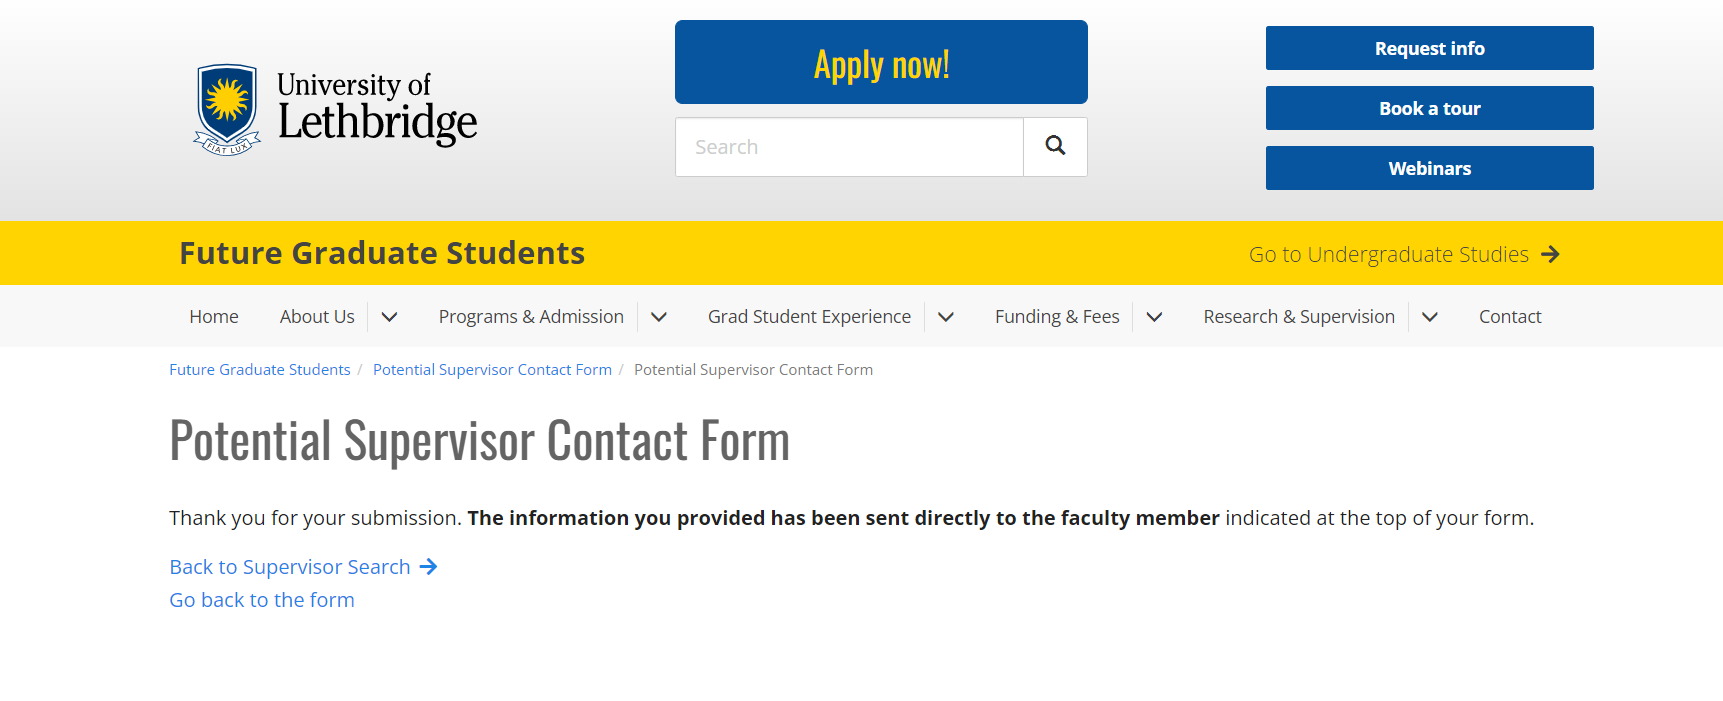 Apply now!
Request info
University of
Lethbridge
FIAT LUX
Search
Book a tour
Webinars
Future Graduate Students
Go to Undergraduate Studies
Home About Us Programs & Admission Grad Student Experience Funding & Fees Research & Supervision Contact
Future Graduate Students / Potential Supervisor Contact Form / Potential Supervisor Contact Form
Potential Supervisor Contact Form
Thank you for your submission. The information you provided has been sent directly to the faculty member indicated at the top of your form.
Back to Supervisor Search
Go back to the form